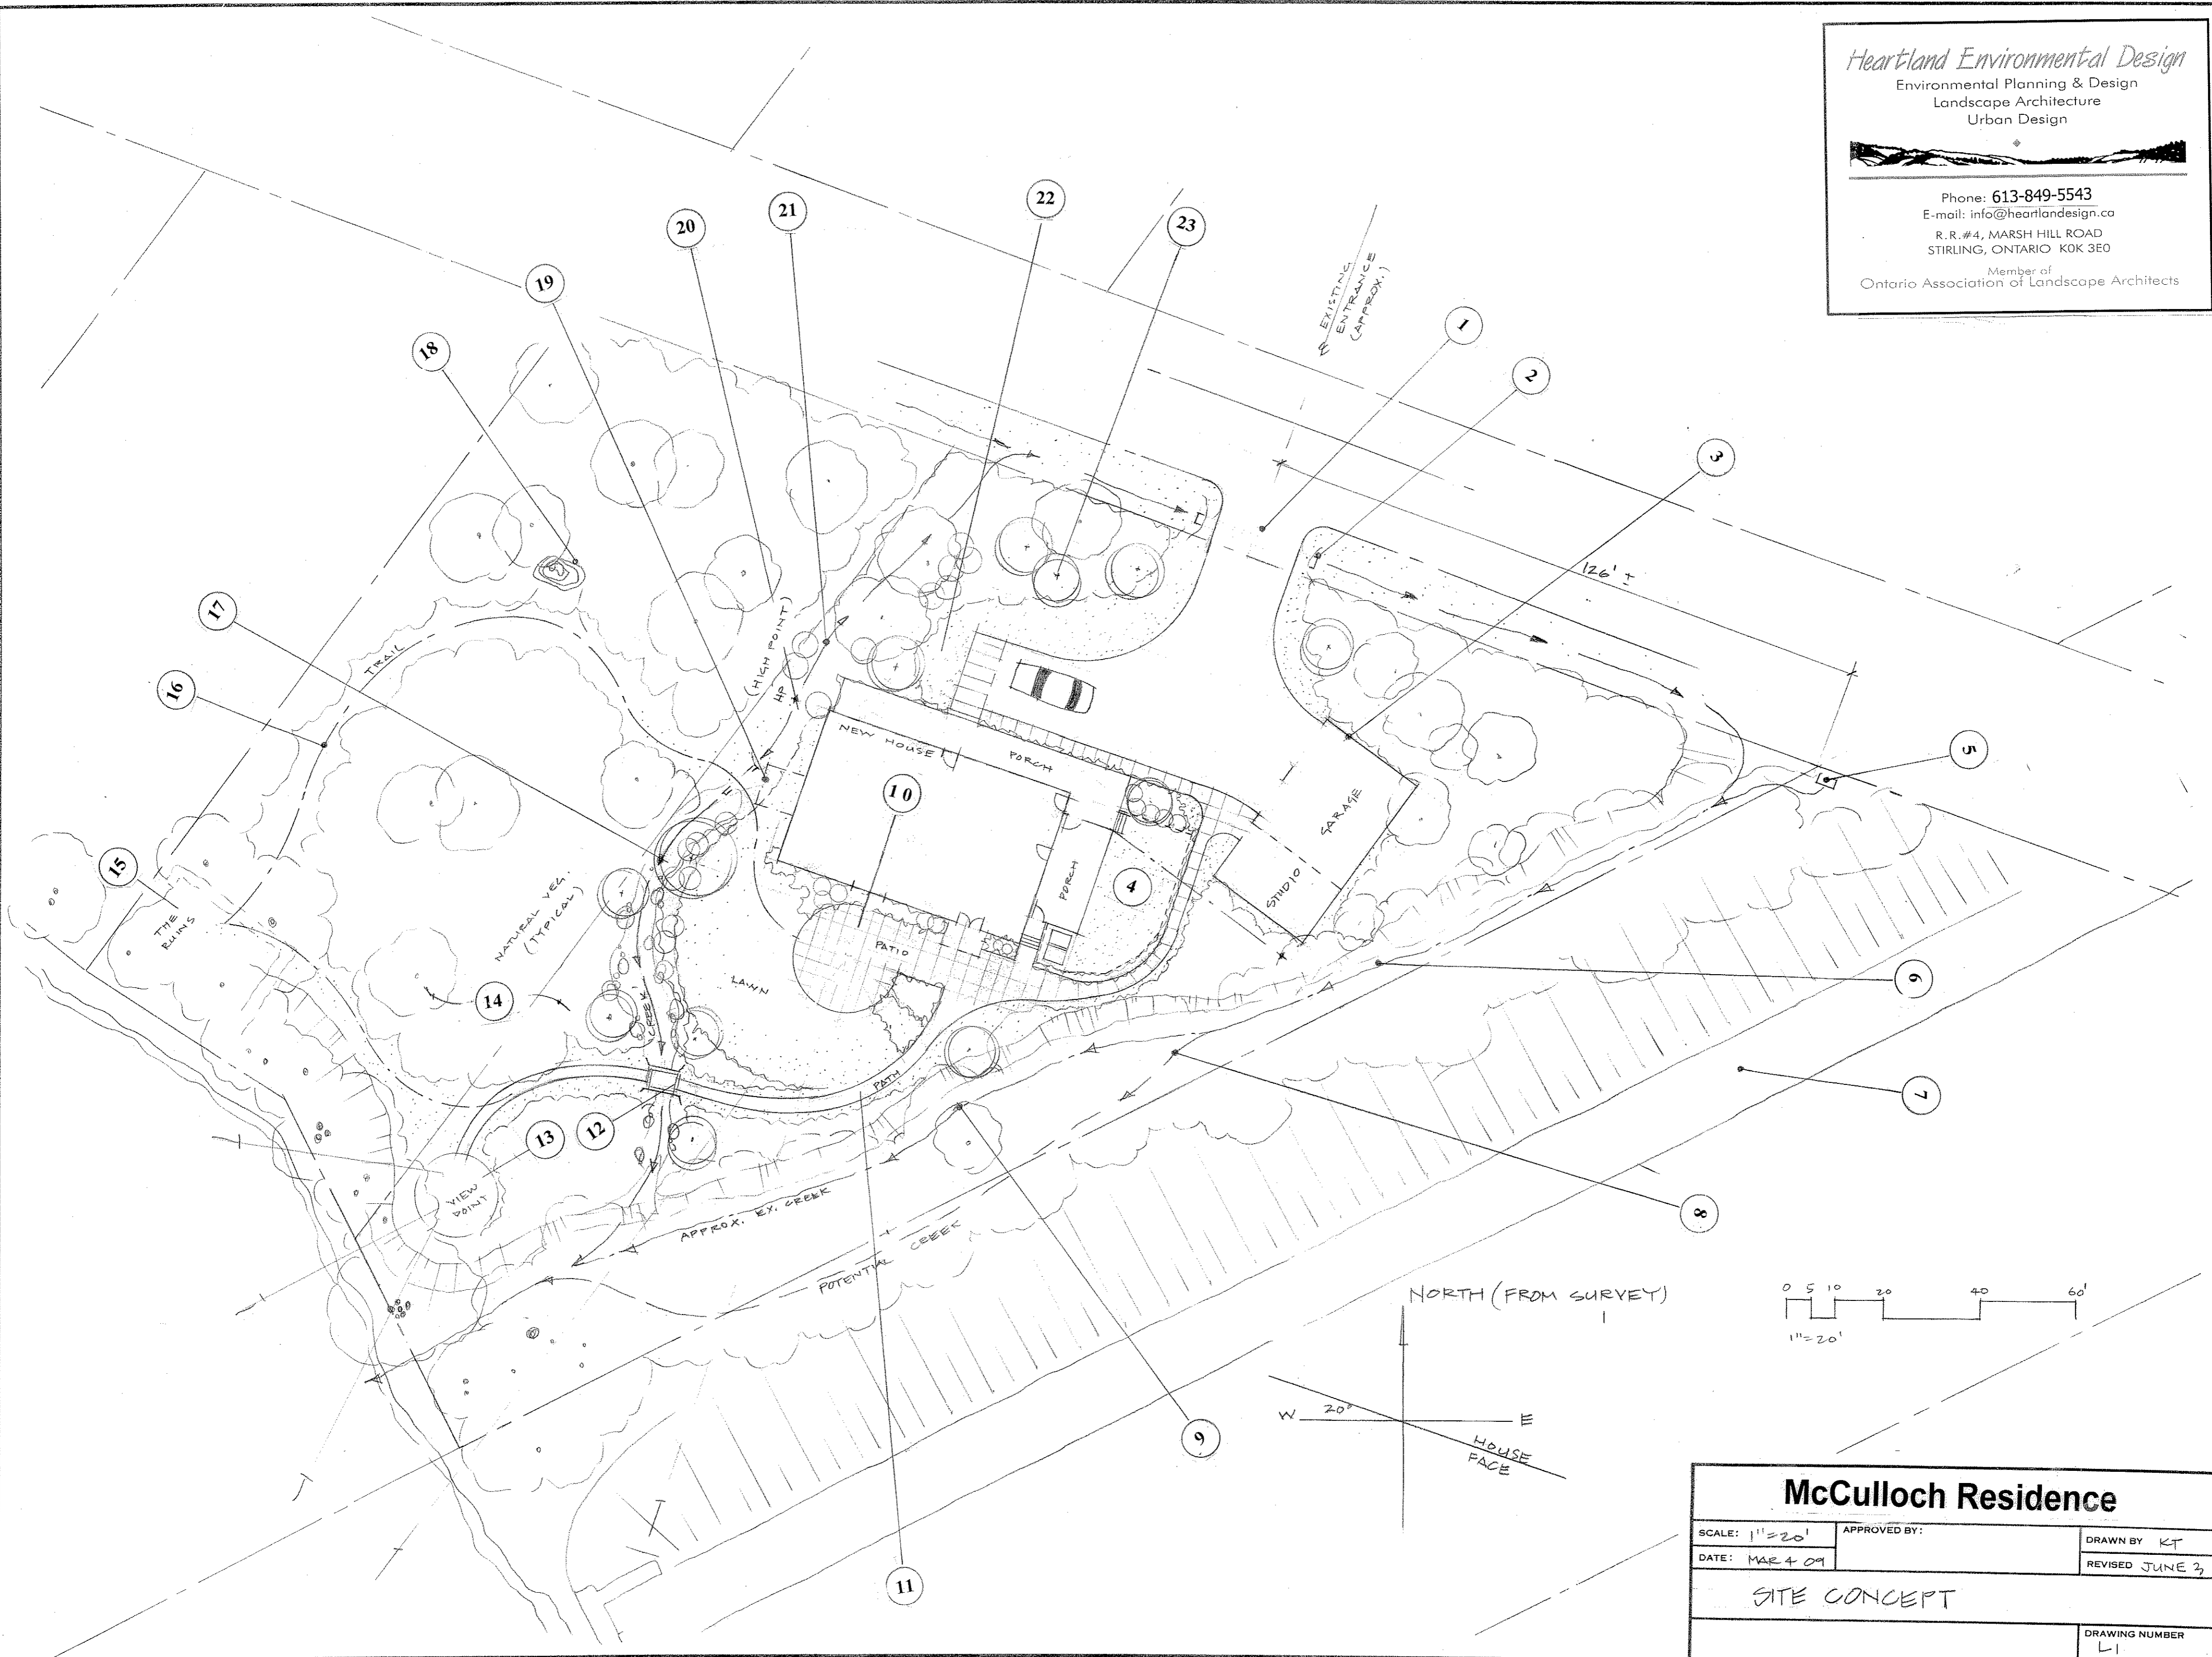 Heartland Environmental Design
Environmental Planning & Design
Landscape Architecture
Urban Design
Phone: 613-849-5543
E-mail: info@heartlandesign.ca
R.R.#4, MARSH HILL ROAD
STIRLING, ONTARIO K0K 3E0
Member of
Ontario Association of Landscape Architects
22
21
20
23
19
18
EXISTING
ENTRANCE
(APPROX.)
1
2
3
126' ±
17
16
TRAIL
(HIGH POINT)
HP
NEW HOUSE
PORCH
5
10
GARAGE
15
THE
RUINS
NATURAL VEG.
(TYPICAL)
PORCH
4
STUDIO
14
PATIO
LAWN
CREEK
6
PATH
7
13
12
VIEW
POINT
APPROX. EX. CREEK
POTENTIAL CREEK
8
NORTH (FROM SURVEY)
0 5 10 20 40 60'
1"=20'
W 20° E
HOUSE
FACE
9
11
McCulloch Residence
SCALE: 1"=20'
APPROVED BY:
DRAWN BY KT
DATE: MAR 4 09
REVISED JUNE 3
SITE CONCEPT
DRAWING NUMBER
L1